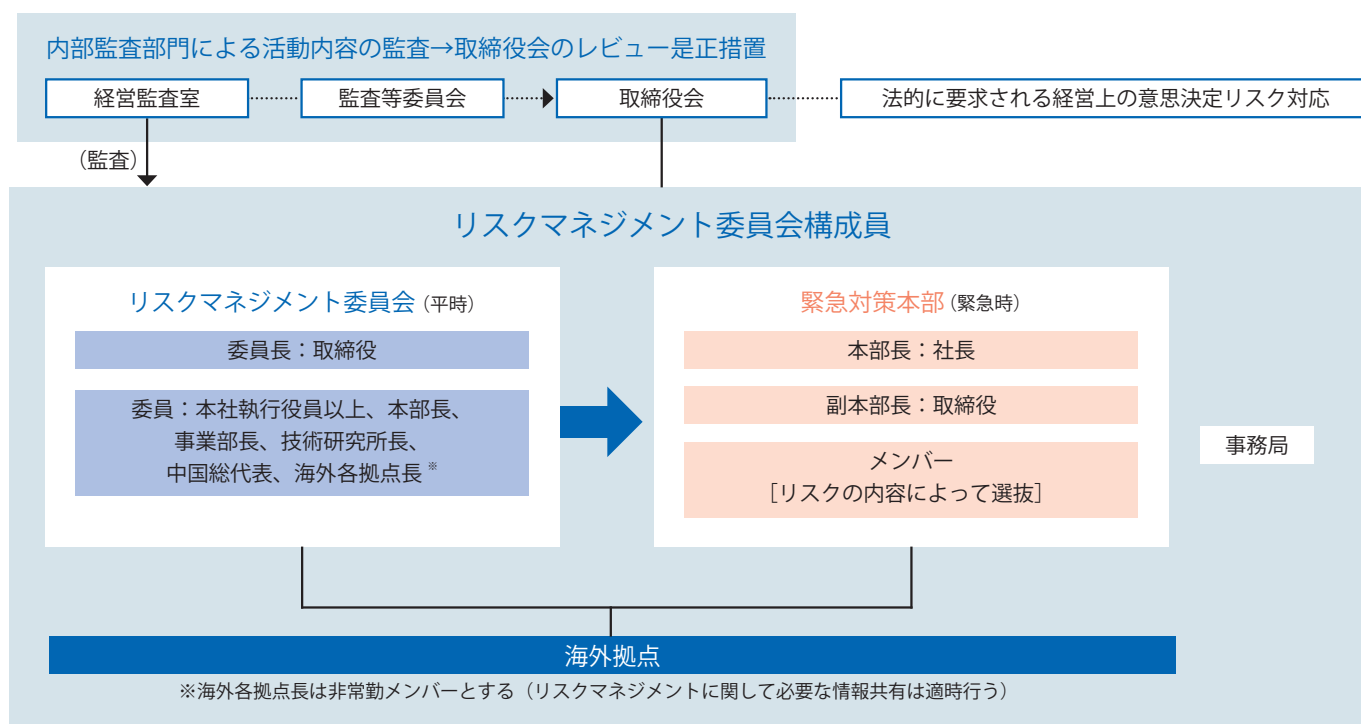 内部監査部門による活動内容の監査→取締役会のレビュー是正措置
経営監査室
監査等委員会
取締役会
法的に要求される経営上の意思決定リスク対応
（監査）
リスクマネジメント委員会構成員
リスクマネジメント委員会（平時）
委員長：取締役
委員：本社執行役員以上、本部長、
事業部長、技術研究所長、
中国総代表、海外各拠点長※
緊急対策本部（緊急時）
本部長：社長
副本部長：取締役
メンバー
［リスクの内容によって選抜］
事務局
海外拠点
※海外各拠点長は非常勤メンバーとする（リスクマネジメントに関して必要な情報共有は適時行う）